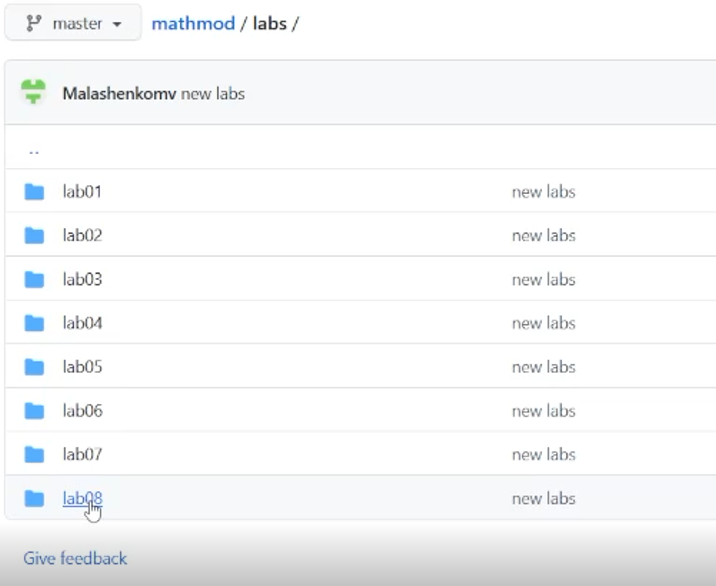 master mathmod / labs /
Malashenkomv new labs
..
lab01 new labs
lab02 new labs
lab03 new labs
lab04 new labs
lab05 new labs
lab06 new labs
lab07 new labs
lab08 new labs
Give feedback